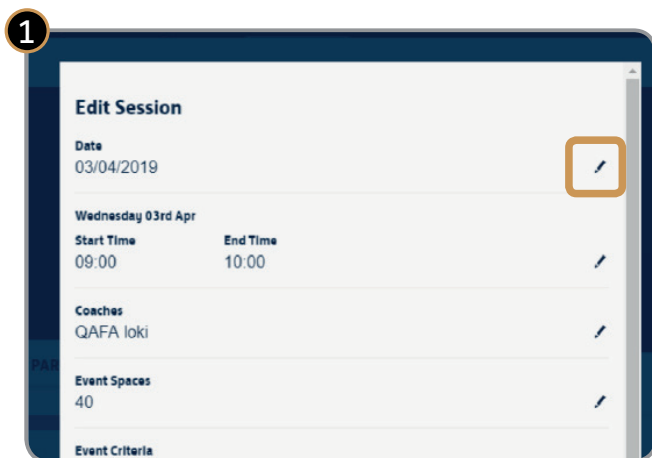 1
Edit Session
Date
03/04/2019
Wednesday 03rd Apr
Start Time End Time
09:00 10:00
Coaches
QAFA loki
PAR
Event Spaces
40
Event Criteria